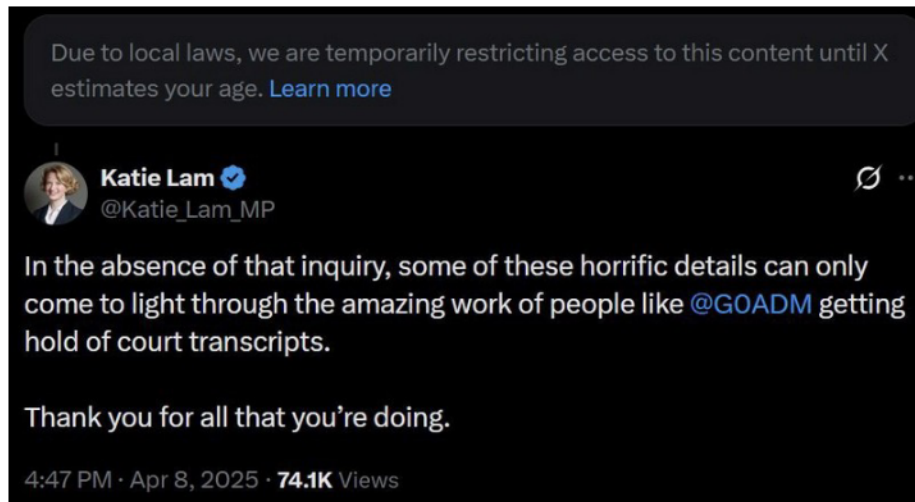 Due to local laws, we are temporarily restricting access to this content until X
estimates your age. Learn more
Katie Lam
@Katie_Lam_MP
In the absence of that inquiry, some of these horrific details can only
come to light through the amazing work of people like @G0ADM getting
hold of court transcripts.
Thank you for all that you’re doing.
4:47 PM · Apr 8, 2025 · 74.1K Views